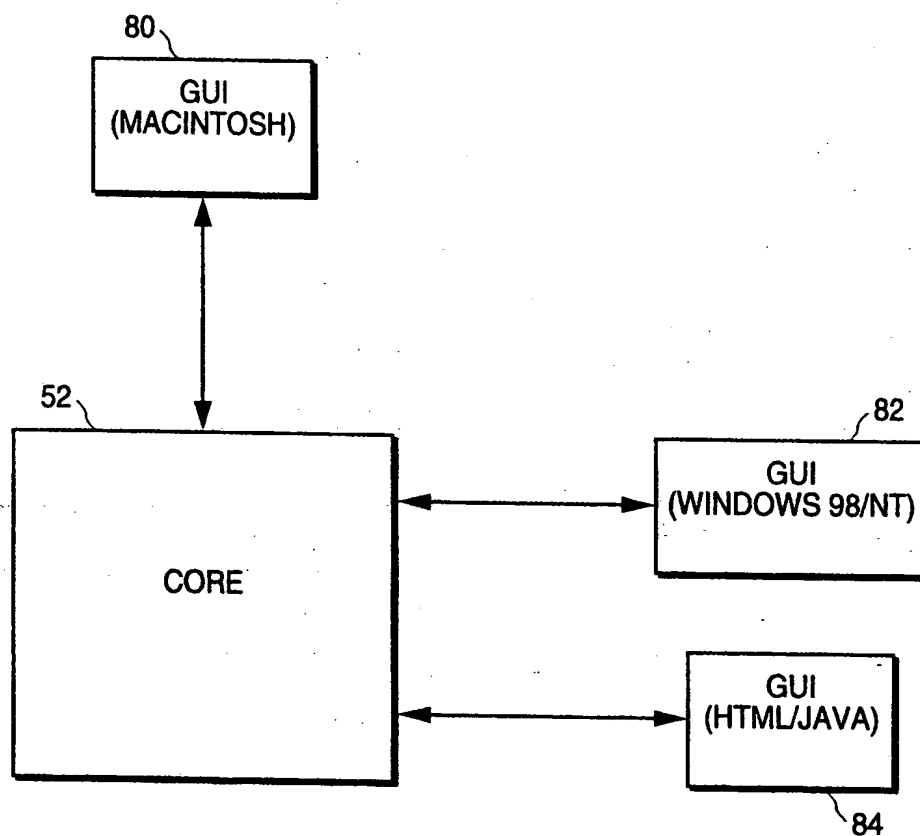 80
GUI
(MACINTOSH)
52
CORE
82
GUI
(WINDOWS 98/NT)
GUI
(HTML/JAVA)
84